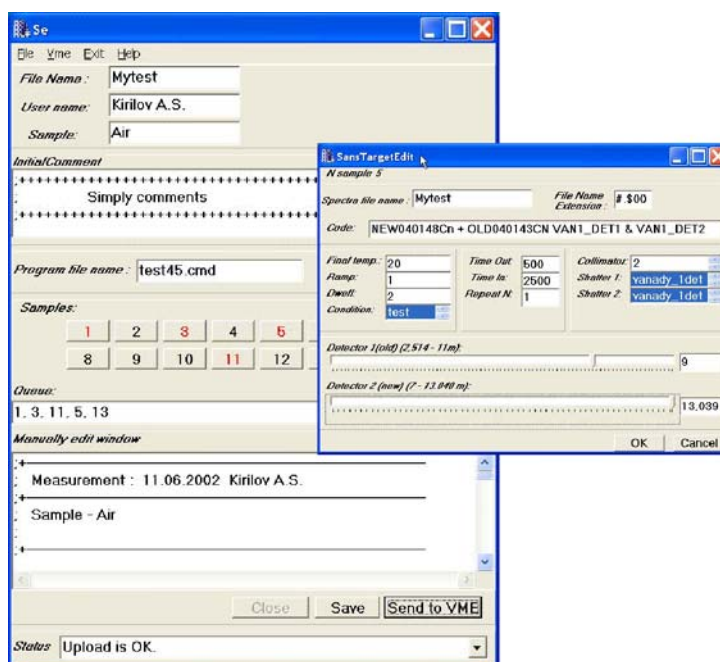 Se
File Vme Exit Help
File Name : Mytest
User name: Kirilov A.S.
Sample: Air
InitialComment
;++++++++++++++++++++++++++++++++
: Simply comments
;++++++++++++++++++++++++++++++++
Program file name : test45.cmd
Samples:
1 2 3 4 5
8 9 10 11 12
Queue:
1, 3, 11, 5, 13
Manually edit window
;+
; Measurement : 11.06.2002 Kirilov A.S.
;+
; Sample - Air
:
;+
Close Save Send to VME
Status Upload is OK.
SansTargetEdit
N sample 5
Spectra file name : Mytest File Name Extension : #.$00
Code: NEW040148Cn + OLD040143CN VAN1_DET1 & VAN1_DET2
Final temp.: 20 Time Out: 500 Collimator: 2
Ramp: 1 Time In: 2500 Shatter 1: vanady_1det
Dwell: 2 Repeat N: 1 Shatter 2: vanady_1det
Condition: test
Detector 1(old) (2,514 - 11m):
9
Detector 2 (new) (7 - 13.040 m):
13,039
OK Cancel